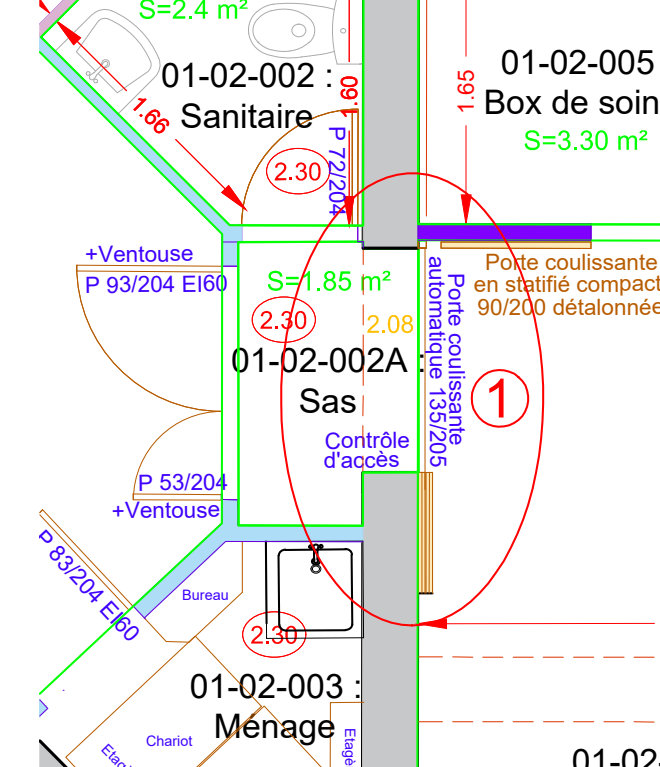 S=2.4 m²
01-02-002 :
Sanitaire
1.66
1.60
2.30
P 72/204
1.65
01-02-005
Box de soin
S=3.30 m²
+Ventouse
P 93/204 EI60
S=1.85 m²
2.30
2.08
01-02-002A :
Sas
Porte coulissante
automatique 135/205
Porte coulissante
en statifié compact
90/200 détalonnée
1
Contrôle
d'accès
P 53/204
+Ventouse
P 83/204 EI60
Bureau
2.30
01-02-003 :
Ménage
Chariot